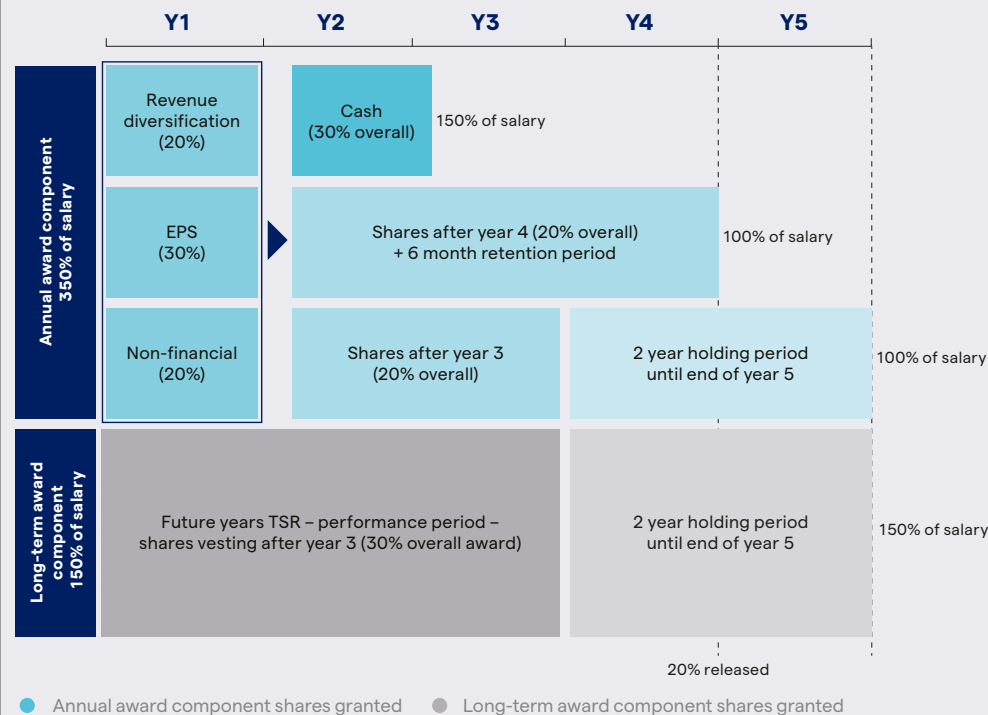 Y1
Y2
Y3
Y4
Y5
Annual award component
350% of salary
Revenue
diversification
(20%)
Cash
(30% overall)
150% of salary
EPS
(30%)
Shares after year 4 (20% overall)
+ 6 month retention period
100% of salary
Non-financial
(20%)
Shares after year 3
(20% overall)
2 year holding period
until end of year 5
100% of salary
Long-term award
component
150% of salary
Future years TSR – performance period –
shares vesting after year 3 (30% overall award)
2 year holding period
until end of year 5
150% of salary
20% released
Annual award component shares granted
Long-term award component shares granted